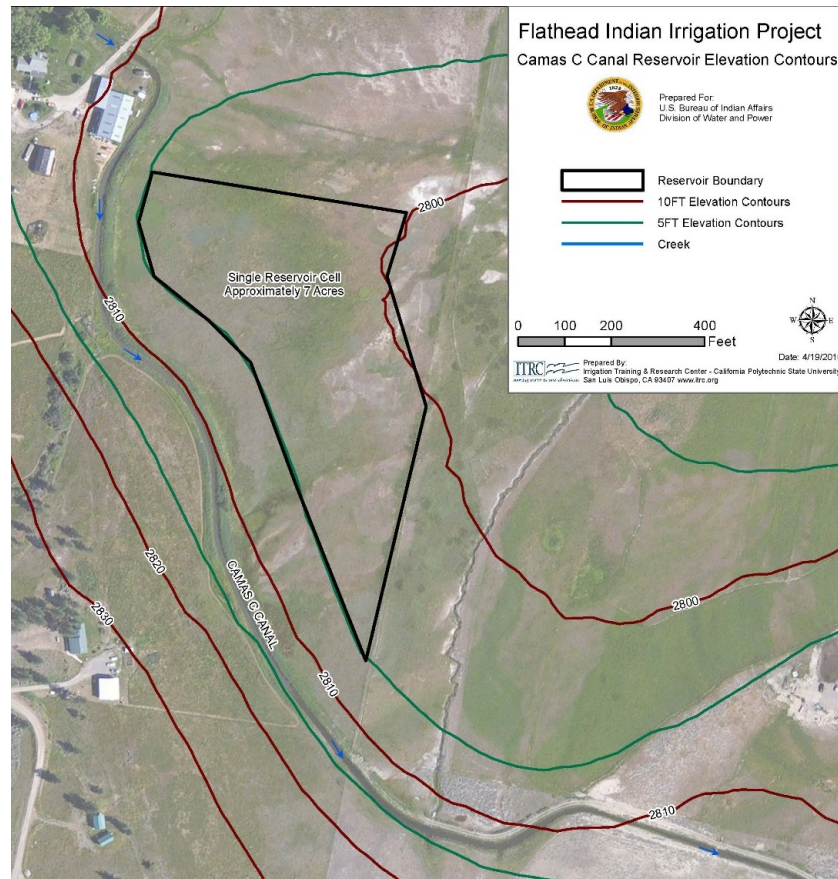 Flathead Indian Irrigation Project
Camas C Canal Reservoir Elevation Contours
Prepared For:
U.S. Bureau of Indian Affairs
Division of Water and Power
Reservoir Boundary
10FT Elevation Contours
5FT Elevation Contours
Creek
0 100 200 400
Feet
N
W E
S
Date: 4/19/2016
ITRC
Prepared By:
Irrigation Training & Research Center - California Polytechnic State University
San Luis Obispo, CA 93407 www.itrc.org
2800
Single Reservoir Cell
Approximately 7 Acres
2810
2820
2830
CAMAS C CANAL
2810
2800
2810